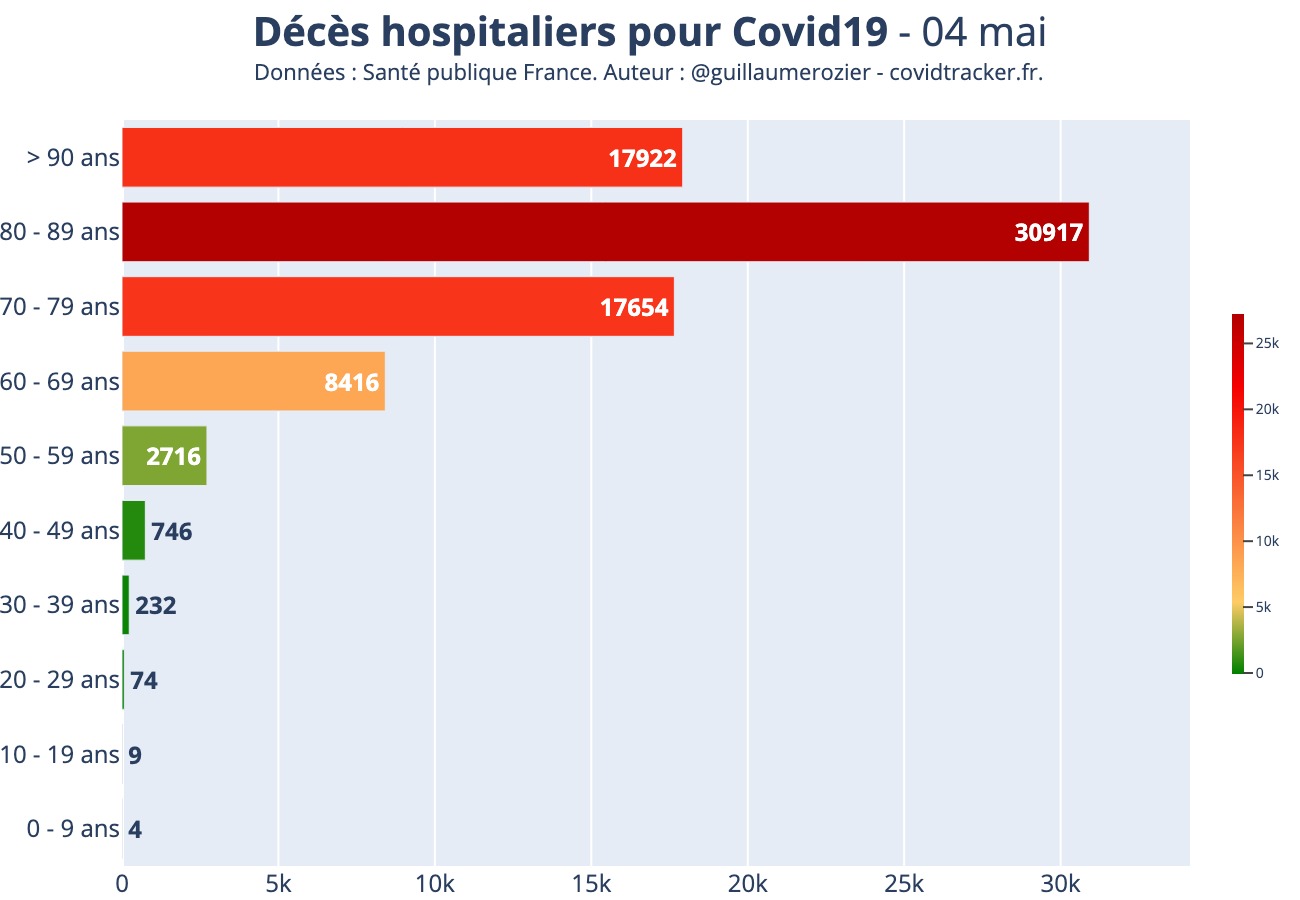 Décès hospitaliers pour Covid19 - 04 mai
Données : Santé publique France. Auteur : @guillaumerozier - covidtracker.fr.
> 90 ans 17922
80 - 89 ans 30917
70 - 79 ans 17654
60 - 69 ans 8416
50 - 59 ans 2716
40 - 49 ans 746
30 - 39 ans 232
20 - 29 ans 74
10 - 19 ans 9
0 - 9 ans 4
0 5k 10k 15k 20k 25k 30k
25k
20k
15k
10k
5k
0